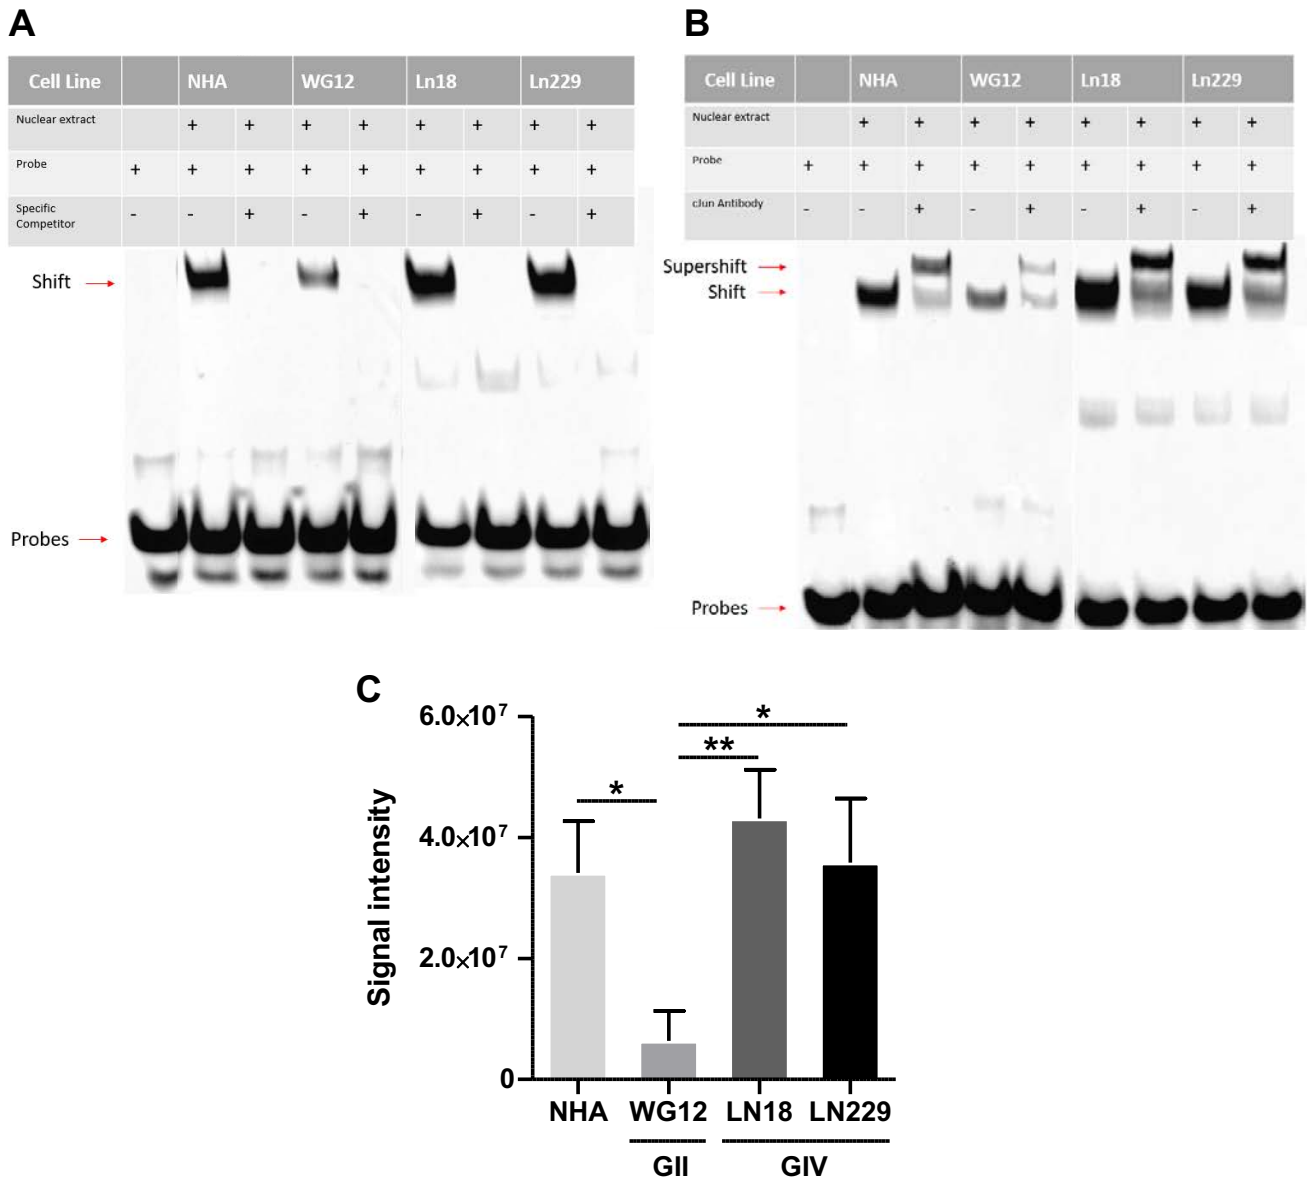 A
Cell Line NHA WG12 Ln18 Ln229
Nuclear extract + + + + + + + +
Probe + + + + + + + + +
Specific
Competitor - - + - + - + - +
Shift
Probes
B
Cell Line NHA WG12 Ln18 Ln229
Nuclear extract + + + + + + + +
Probe + + + + + + + + +
cJun Antibody - - + - + - + - +
Supershift
Shift
Probes
C
Signal intensity
6.0×10⁷
4.0×10⁷
2.0×10⁷
0
*
**
*
NHA WG12 LN18 LN229
GII GIV